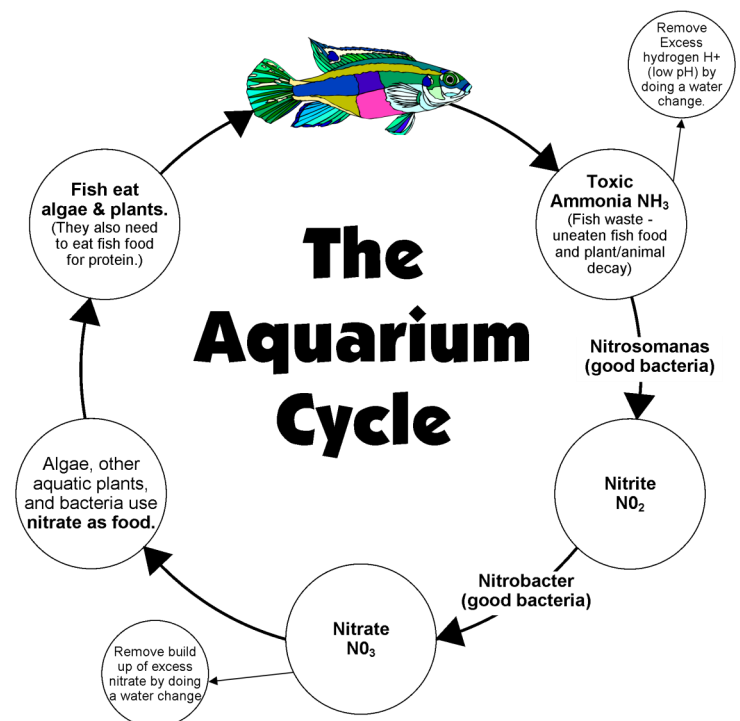 The
Aquarium
Cycle
Remove
Excess
hydrogen H+
(low pH) by
doing a water
change.
Toxic
Ammonia NH₃
(Fish waste -
uneaten fish food
and plant/animal
decay)
Nitrosomanas
(good bacteria)
Nitrite
N0₂
Nitrobacter
(good bacteria)
Nitrate
N0₃
Remove build
up of excess
nitrate by doing
a water change
Algae, other
aquatic plants,
and bacteria use
nitrate as food.
Fish eat
algae & plants.
(They also need
to eat fish food
for protein.)